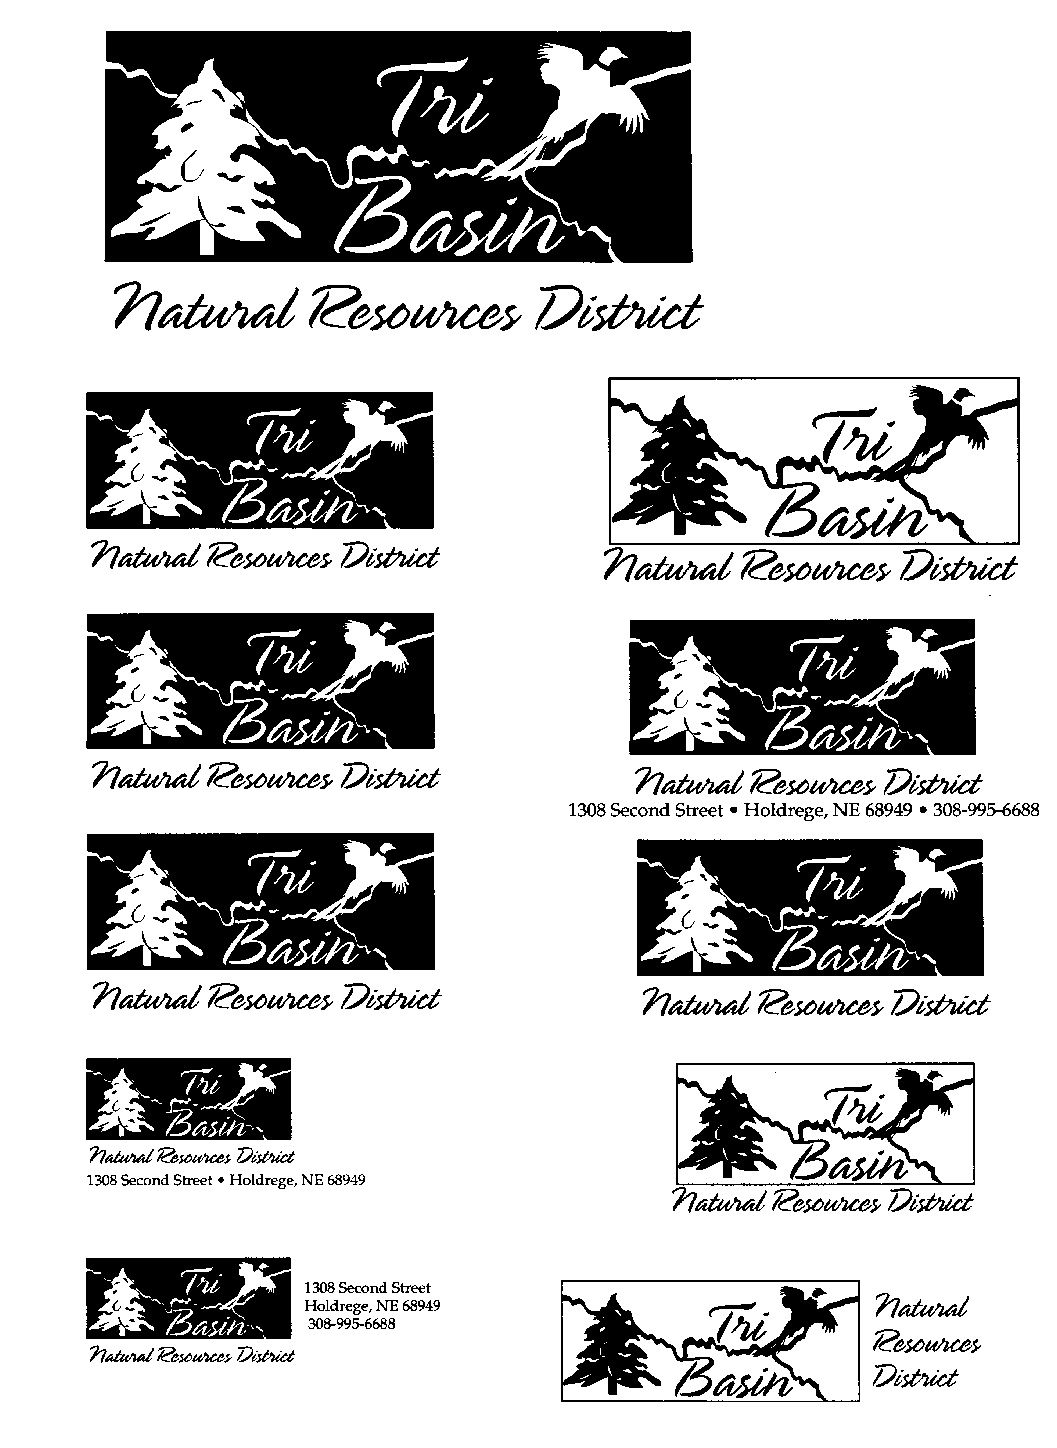 Tri
Basin
Natural Resources District
Tri
Basin
Natural Resources District
Tri
Basin
Natural Resources District
Tri
Basin
Natural Resources District
Tri
Basin
Natural Resources District
1308 Second Street • Holdrege, NE 68949 • 308-995-6688
Tri
Basin
Natural Resources District
Tri
Basin
Natural Resources District
Tri
Basin
Natural Resources District
1308 Second Street • Holdrege, NE 68949
Tri
Basin
Natural Resources District
Tri
Basin
Natural Resources District
1308 Second Street
Holdrege, NE 68949
308-995-6688
Tri
Basin
Natural
Resources
District